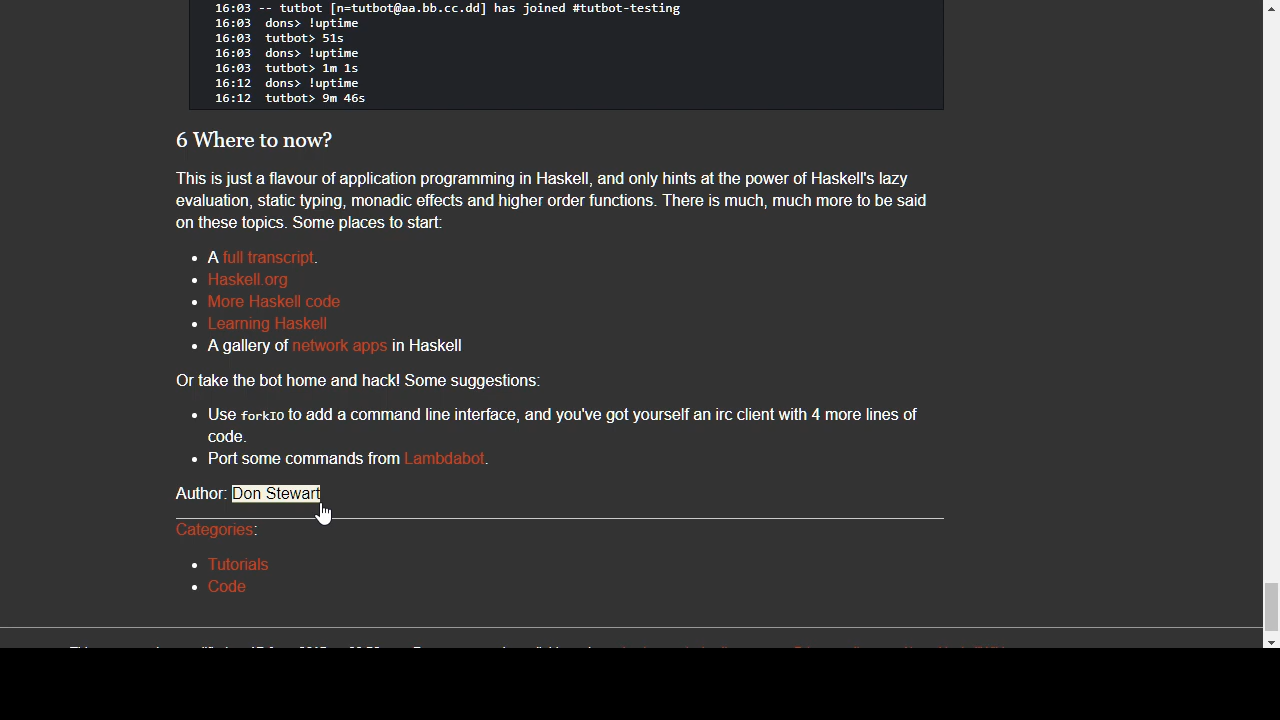 16:03 -- tutbot [n=tutbot@aa.bb.cc.dd] has joined #tutbot-testing
16:03 dons> !uptime
16:03 tutbot> 51s
16:03 dons> !uptime
16:03 tutbot> 1m 1s
16:12 dons> !uptime
16:12 tutbot> 9m 46s
6 Where to now?
This is just a flavour of application programming in Haskell, and only hints at the power of Haskell's lazy
evaluation, static typing, monadic effects and higher order functions. There is much, much more to be said
on these topics. Some places to start:
• A full transcript.
• Haskell.org
• More Haskell code
• Learning Haskell
• A gallery of network apps in Haskell
Or take the bot home and hack! Some suggestions:
• Use forkIO to add a command line interface, and you've got yourself an irc client with 4 more lines of
code.
• Port some commands from Lambdabot.
Author: Don Stewart
Categories:
• Tutorials
• Code